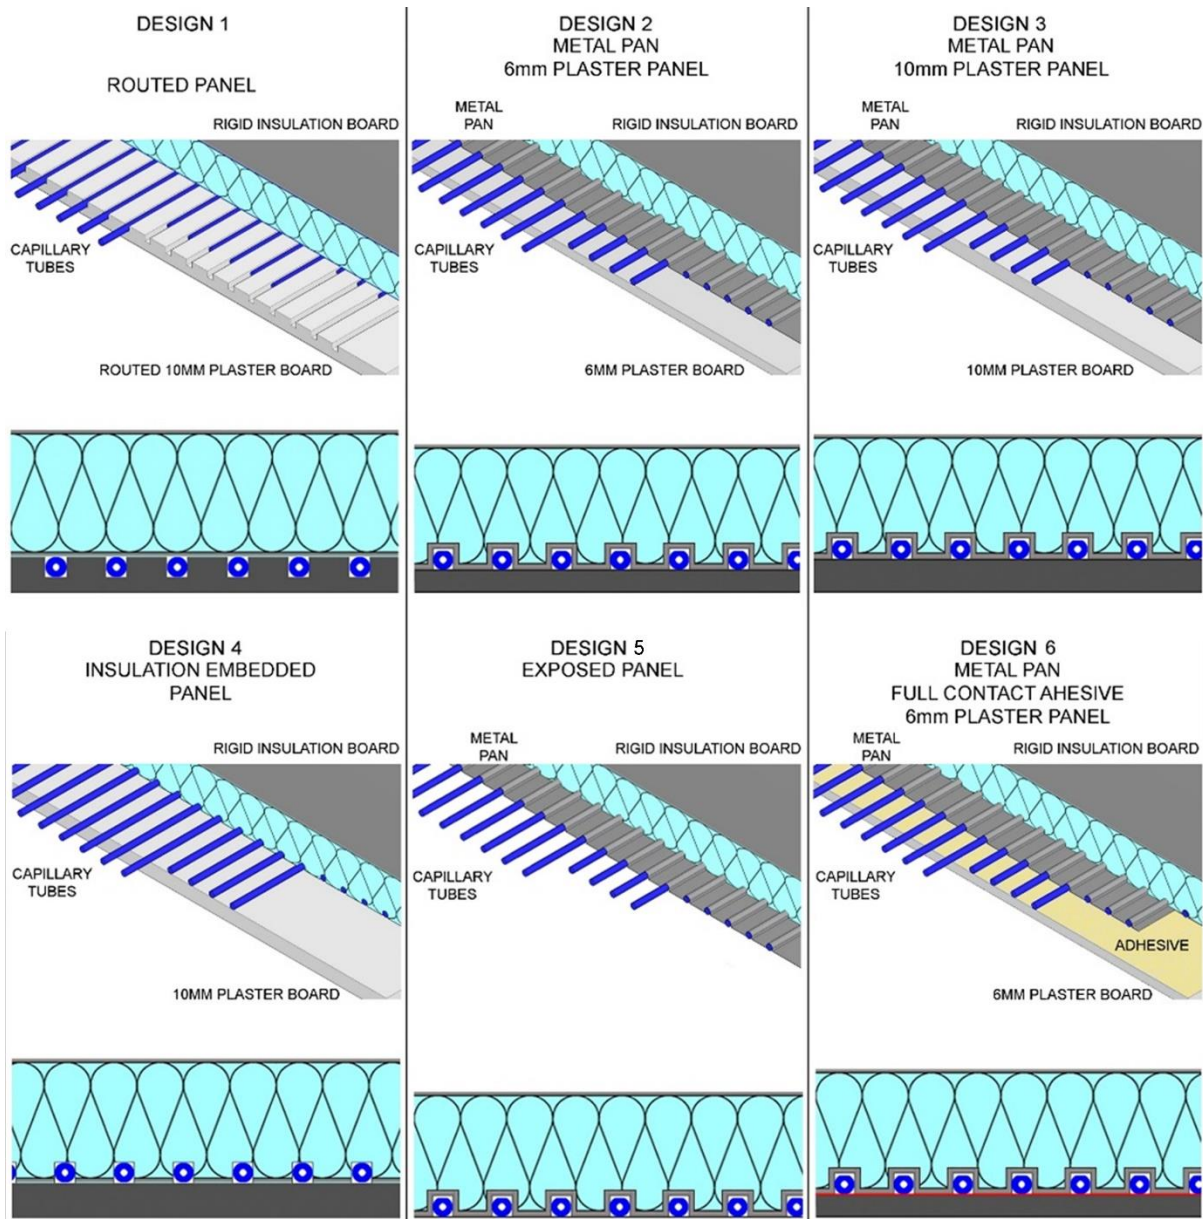 DESIGN 1
ROUTED PANEL
RIGID INSULATION BOARD
CAPILLARY
TUBES
ROUTED 10MM PLASTER BOARD
DESIGN 2
METAL PAN
6mm PLASTER PANEL
METAL
PAN
RIGID INSULATION BOARD
CAPILLARY
TUBES
6MM PLASTER BOARD
DESIGN 3
METAL PAN
10mm PLASTER PANEL
METAL
PAN
RIGID INSULATION BOARD
CAPILLARY
TUBES
10MM PLASTER BOARD
DESIGN 4
INSULATION EMBEDDED
PANEL
RIGID INSULATION BOARD
CAPILLARY
TUBES
10MM PLASTER BOARD
DESIGN 5
EXPOSED PANEL
METAL
PAN
RIGID INSULATION BOARD
CAPILLARY
TUBES
DESIGN 6
METAL PAN
FULL CONTACT AHESIVE
6mm PLASTER PANEL
METAL
PAN
RIGID INSULATION BOARD
CAPILLARY
TUBES
ADHESIVE
6MM PLASTER BOARD